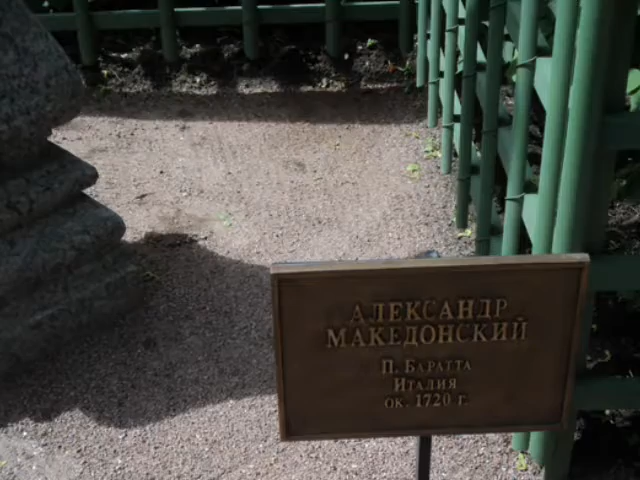 АЛЕКСАНДР
МАКЕДОНСКИЙ
П. БАРАТТА
ИТАЛИЯ
ОК. 1720 Г.